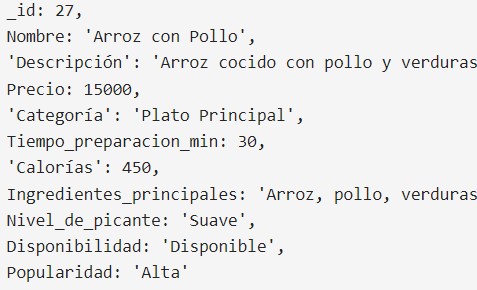 _id: 27,
Nombre: 'Arroz con Pollo',
'Descripción': 'Arroz cocido con pollo y verduras
Precio: 15000,
'Categoría': 'Plato Principal',
Tiempo_preparacion_min: 30,
'Calorías': 450,
Ingredientes_principales: 'Arroz, pollo, verduras
Nivel_de_picante: 'Suave',
Disponibilidad: 'Disponible',
Popularidad: 'Alta'